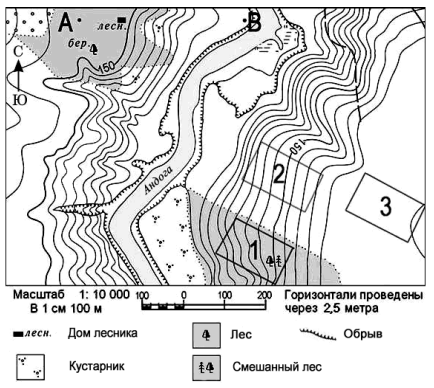 А
лесн.
В
бер.
150
С
Ю
Андога
150
2
3
1
Масштаб 1: 10 000
В 1 см 100 м
100 0 100 200
Горизонтали проведены
через 2,5 метра
лесн. Дом лесника
Лес
Обрыв
Кустарник
Смешанный лес